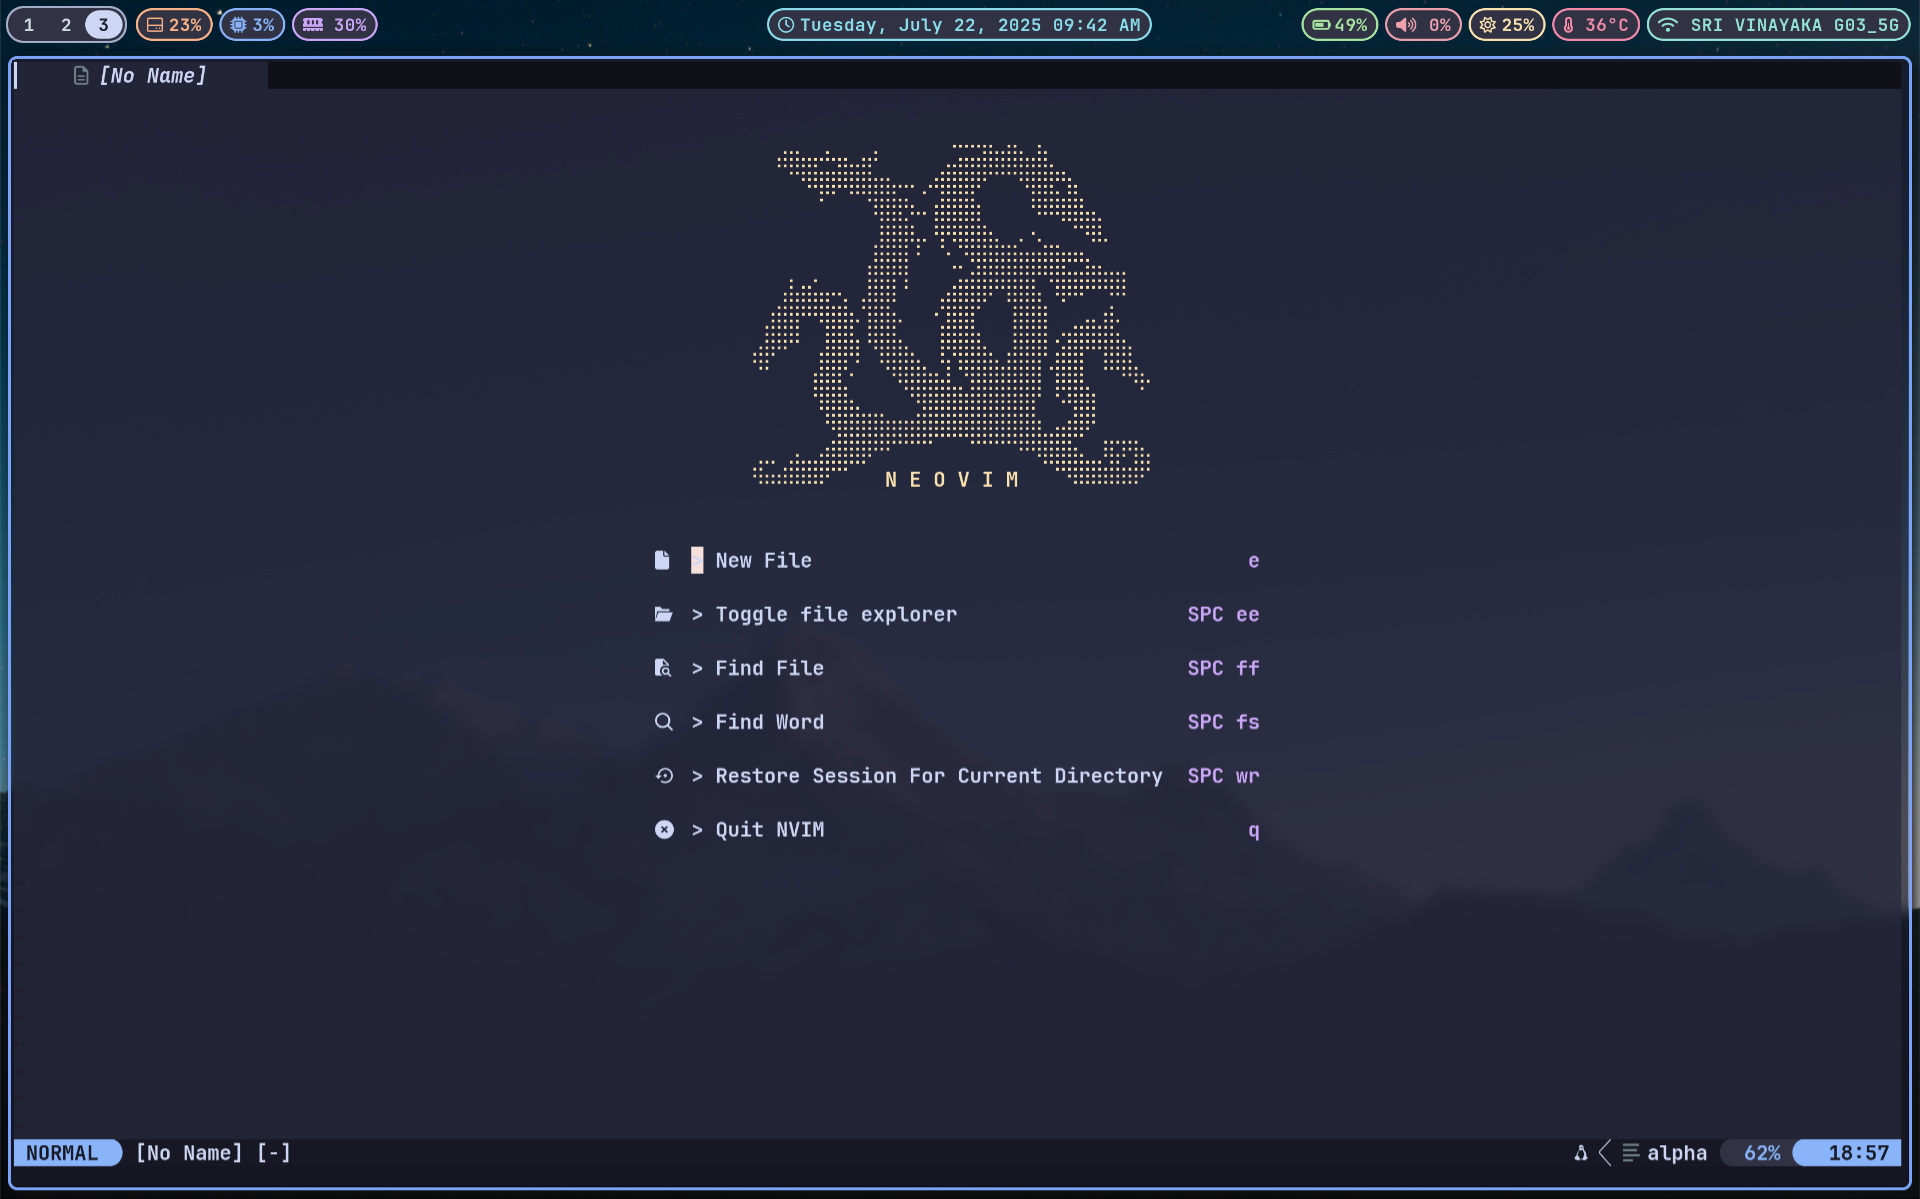 1 2 3 23% 3% 30% Tuesday, July 22, 2025 09:42 AM 49% 0% 25% 36°C SRI VINAYAKA G03_5G
[No Name]
N E O V I M
> New File e
> Toggle file explorer SPC ee
> Find File SPC ff
> Find Word SPC fs
> Restore Session For Current Directory SPC wr
> Quit NVIM q
NORMAL [No Name] [-] alpha 62% 18:57